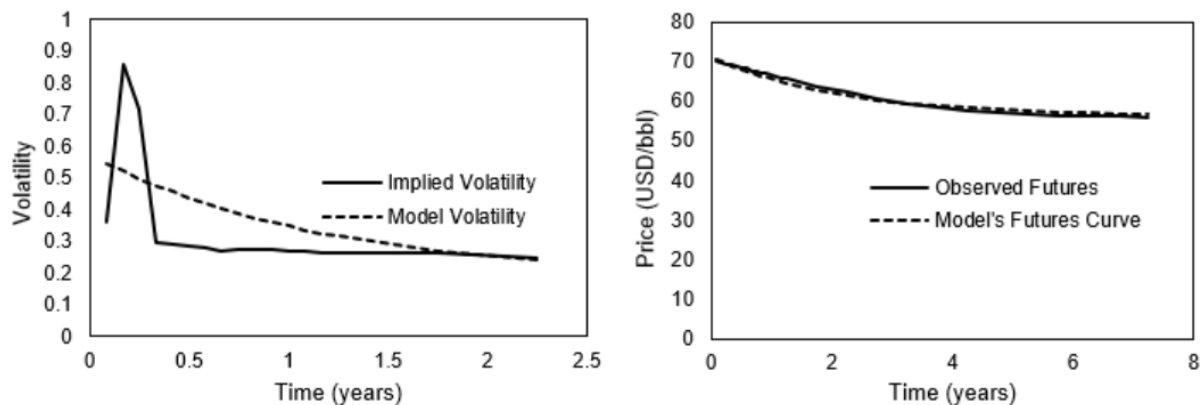 1
0.9
0.8
0.7
0.6
0.5
0.4
0.3
0.2
0.1
0
Volatility
Implied Volatility
Model Volatility
0 0.5 1 1.5 2 2.5
Time (years)
80
70
60
50
40
30
20
10
0
Price (USD/bbl)
Observed Futures
Model's Futures Curve
0 2 4 6 8
Time (years)